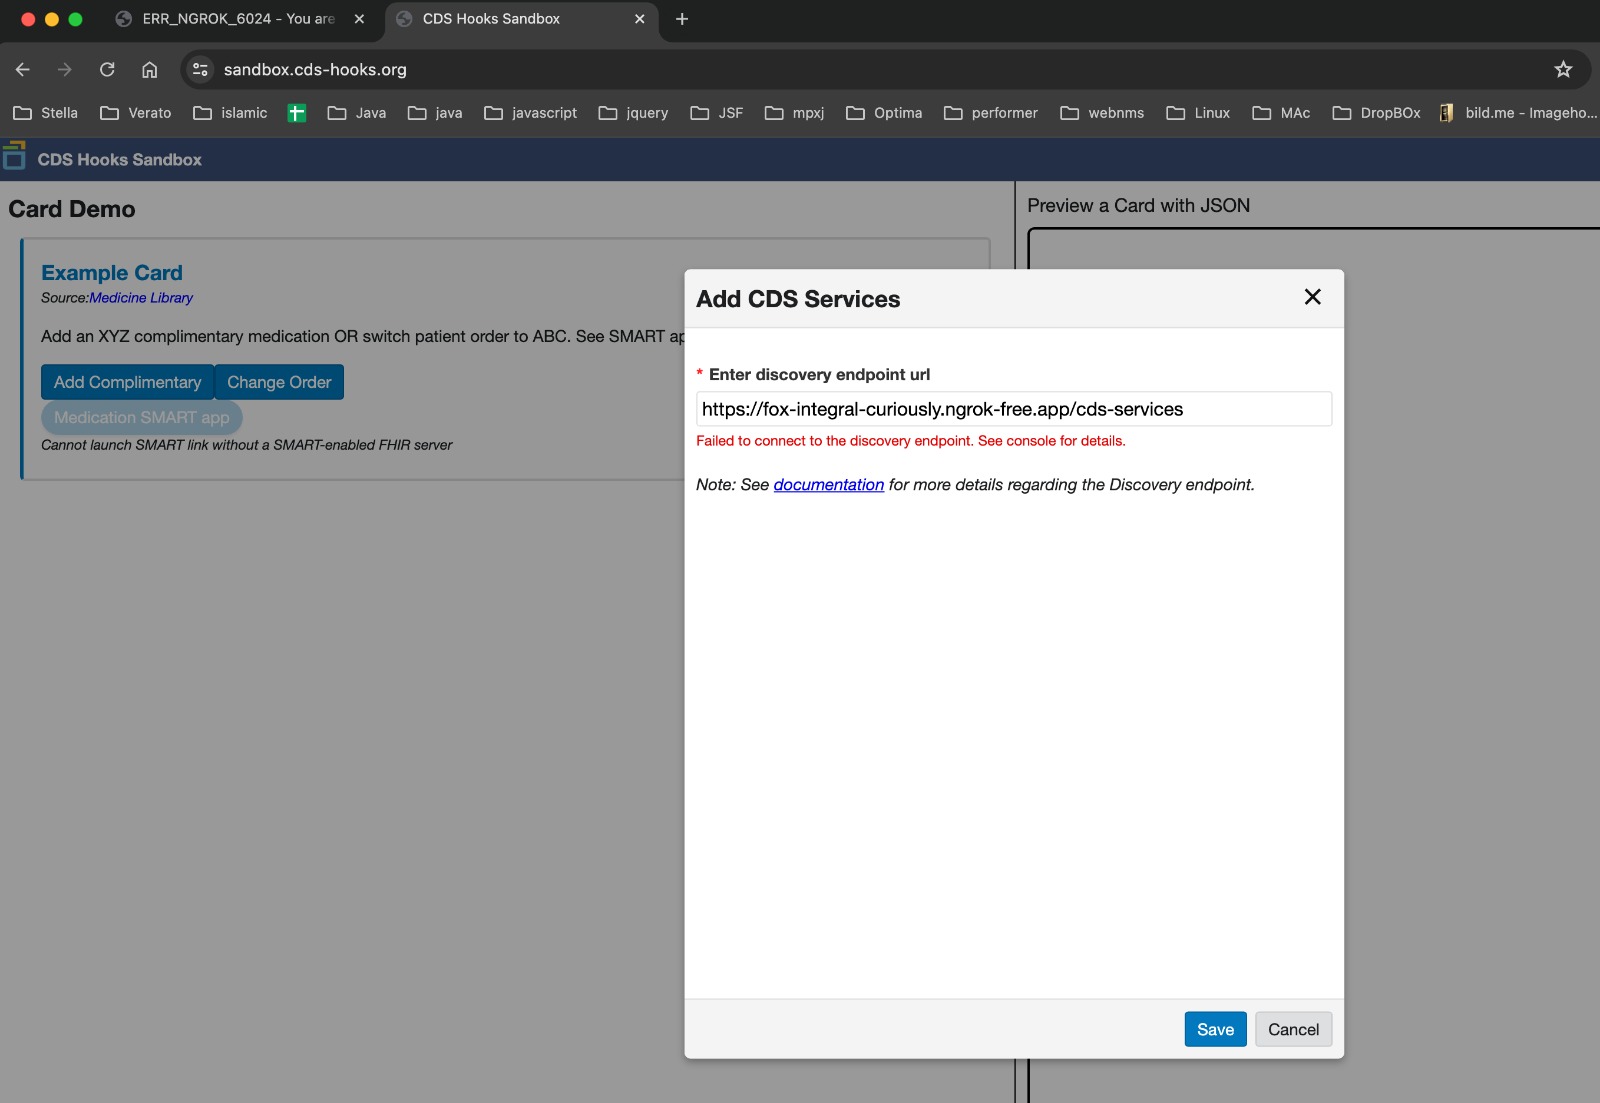 ERR_NGROK_6024 - You are
CDS Hooks Sandbox
sandbox.cds-hooks.org
Stella Verato islamic Java java javascript jquery JSF mpxj Optima performer webnms Linux MAc DropBOx bild.me - Imageho...
CDS Hooks Sandbox
Card Demo
Example Card
Source:Medicine Library
Add an XYZ complimentary medication OR switch patient order to ABC. See SMART ap
Add Complimentary Change Order
Medication SMART app
Cannot launch SMART link without a SMART-enabled FHIR server
Preview a Card with JSON
Add CDS Services
* Enter discovery endpoint url
https://fox-integral-curiously.ngrok-free.app/cds-services
Failed to connect to the discovery endpoint. See console for details.
Note: See documentation for more details regarding the Discovery endpoint.
Save Cancel